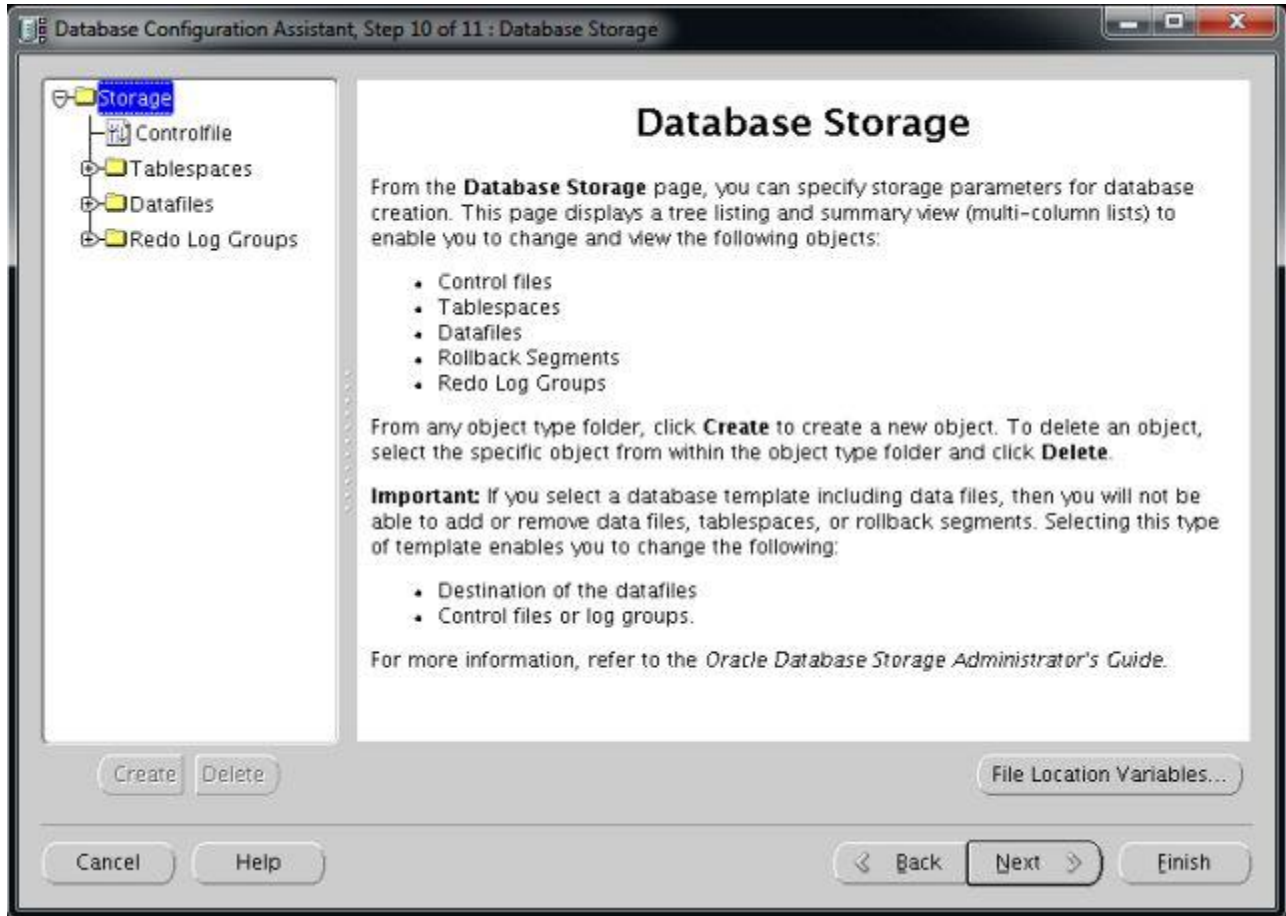 Database Configuration Assistant, Step 10 of 11 : Database Storage
Storage
Controlfile
Tablespaces
Datafiles
Redo Log Groups
Database Storage
From the Database Storage page, you can specify storage parameters for database
creation. This page displays a tree listing and summary view (multi-column lists) to
enable you to change and view the following objects:
• Control files
• Tablespaces
• Datafiles
• Rollback Segments
• Redo Log Groups
From any object type folder, click Create to create a new object. To delete an object,
select the specific object from within the object type folder and click Delete.
Important: If you select a database template including data files, then you will not be
able to add or remove data files, tablespaces, or rollback segments. Selecting this type
of template enables you to change the following:
• Destination of the datafiles
• Control files or log groups.
For more information, refer to the Oracle Database Storage Administrator's Guide.
Create Delete
File Location Variables...
Cancel Help
Back Next Finish